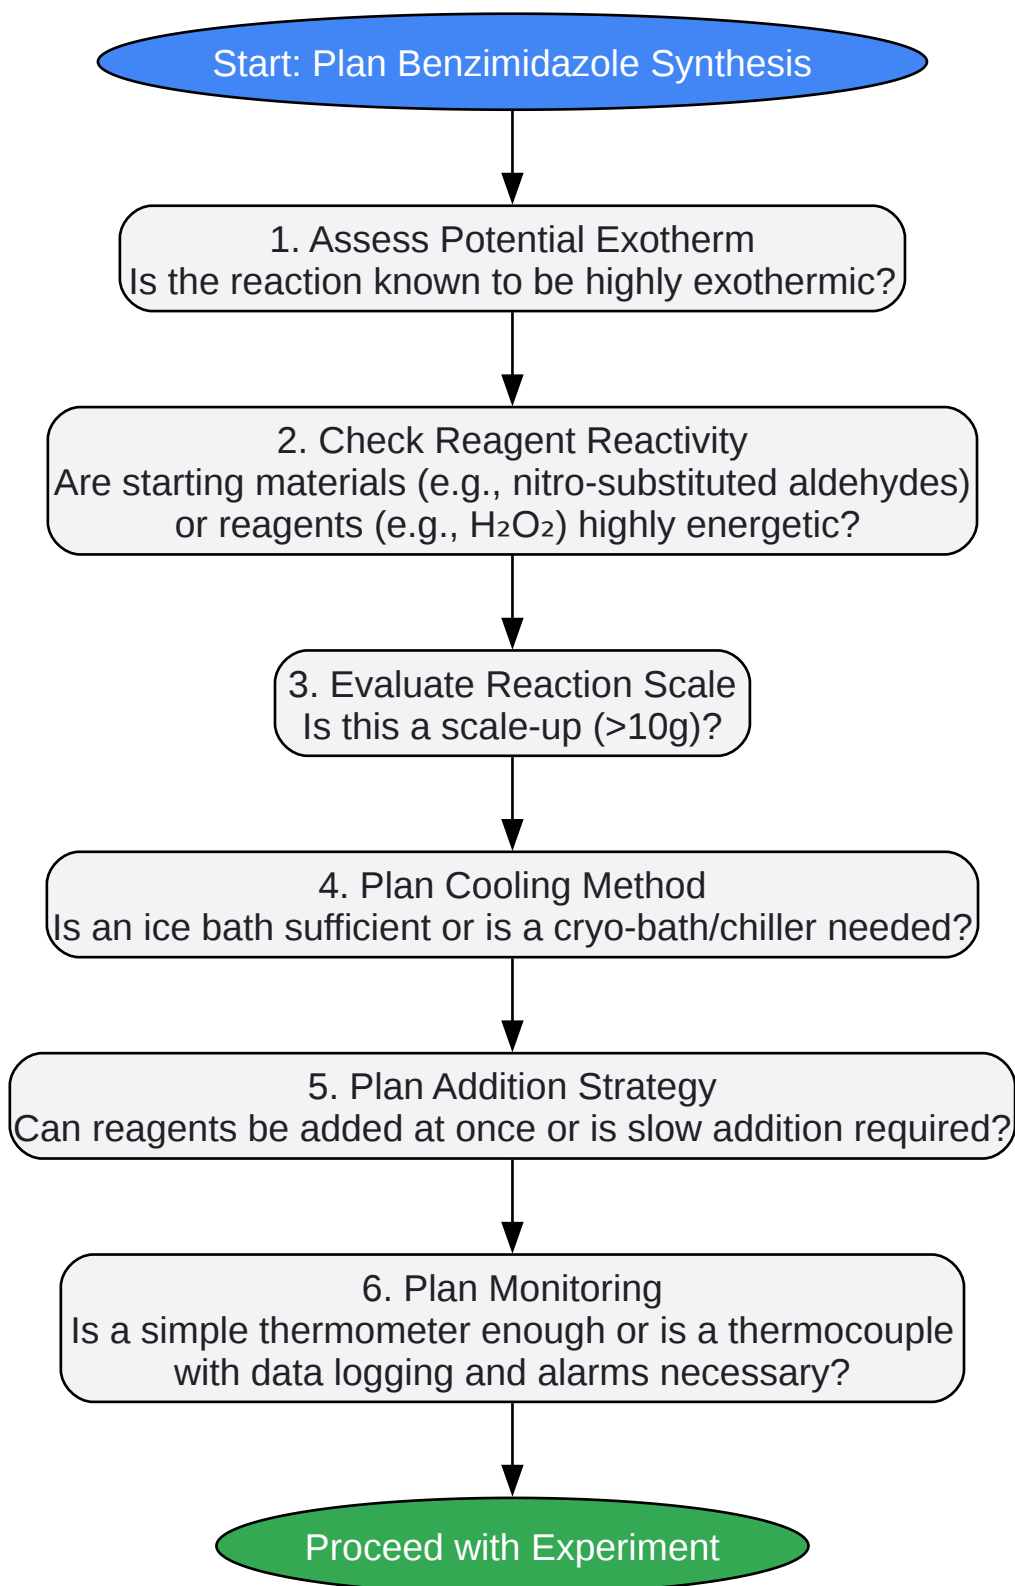 Start: Plan Benzimidazole Synthesis
1. Assess Potential Exotherm
Is the reaction known to be highly exothermic?
2. Check Reagent Reactivity
Are starting materials (e.g., nitro-substituted aldehydes)
or reagents (e.g., H₂O₂) highly energetic?
3. Evaluate Reaction Scale
Is this a scale-up (>10g)?
4. Plan Cooling Method
Is an ice bath sufficient or is a cryo-bath/chiller needed?
5. Plan Addition Strategy
Can reagents be added at once or is slow addition required?
6. Plan Monitoring
Is a simple thermometer enough or is a thermocouple
with data logging and alarms necessary?
Proceed with Experiment